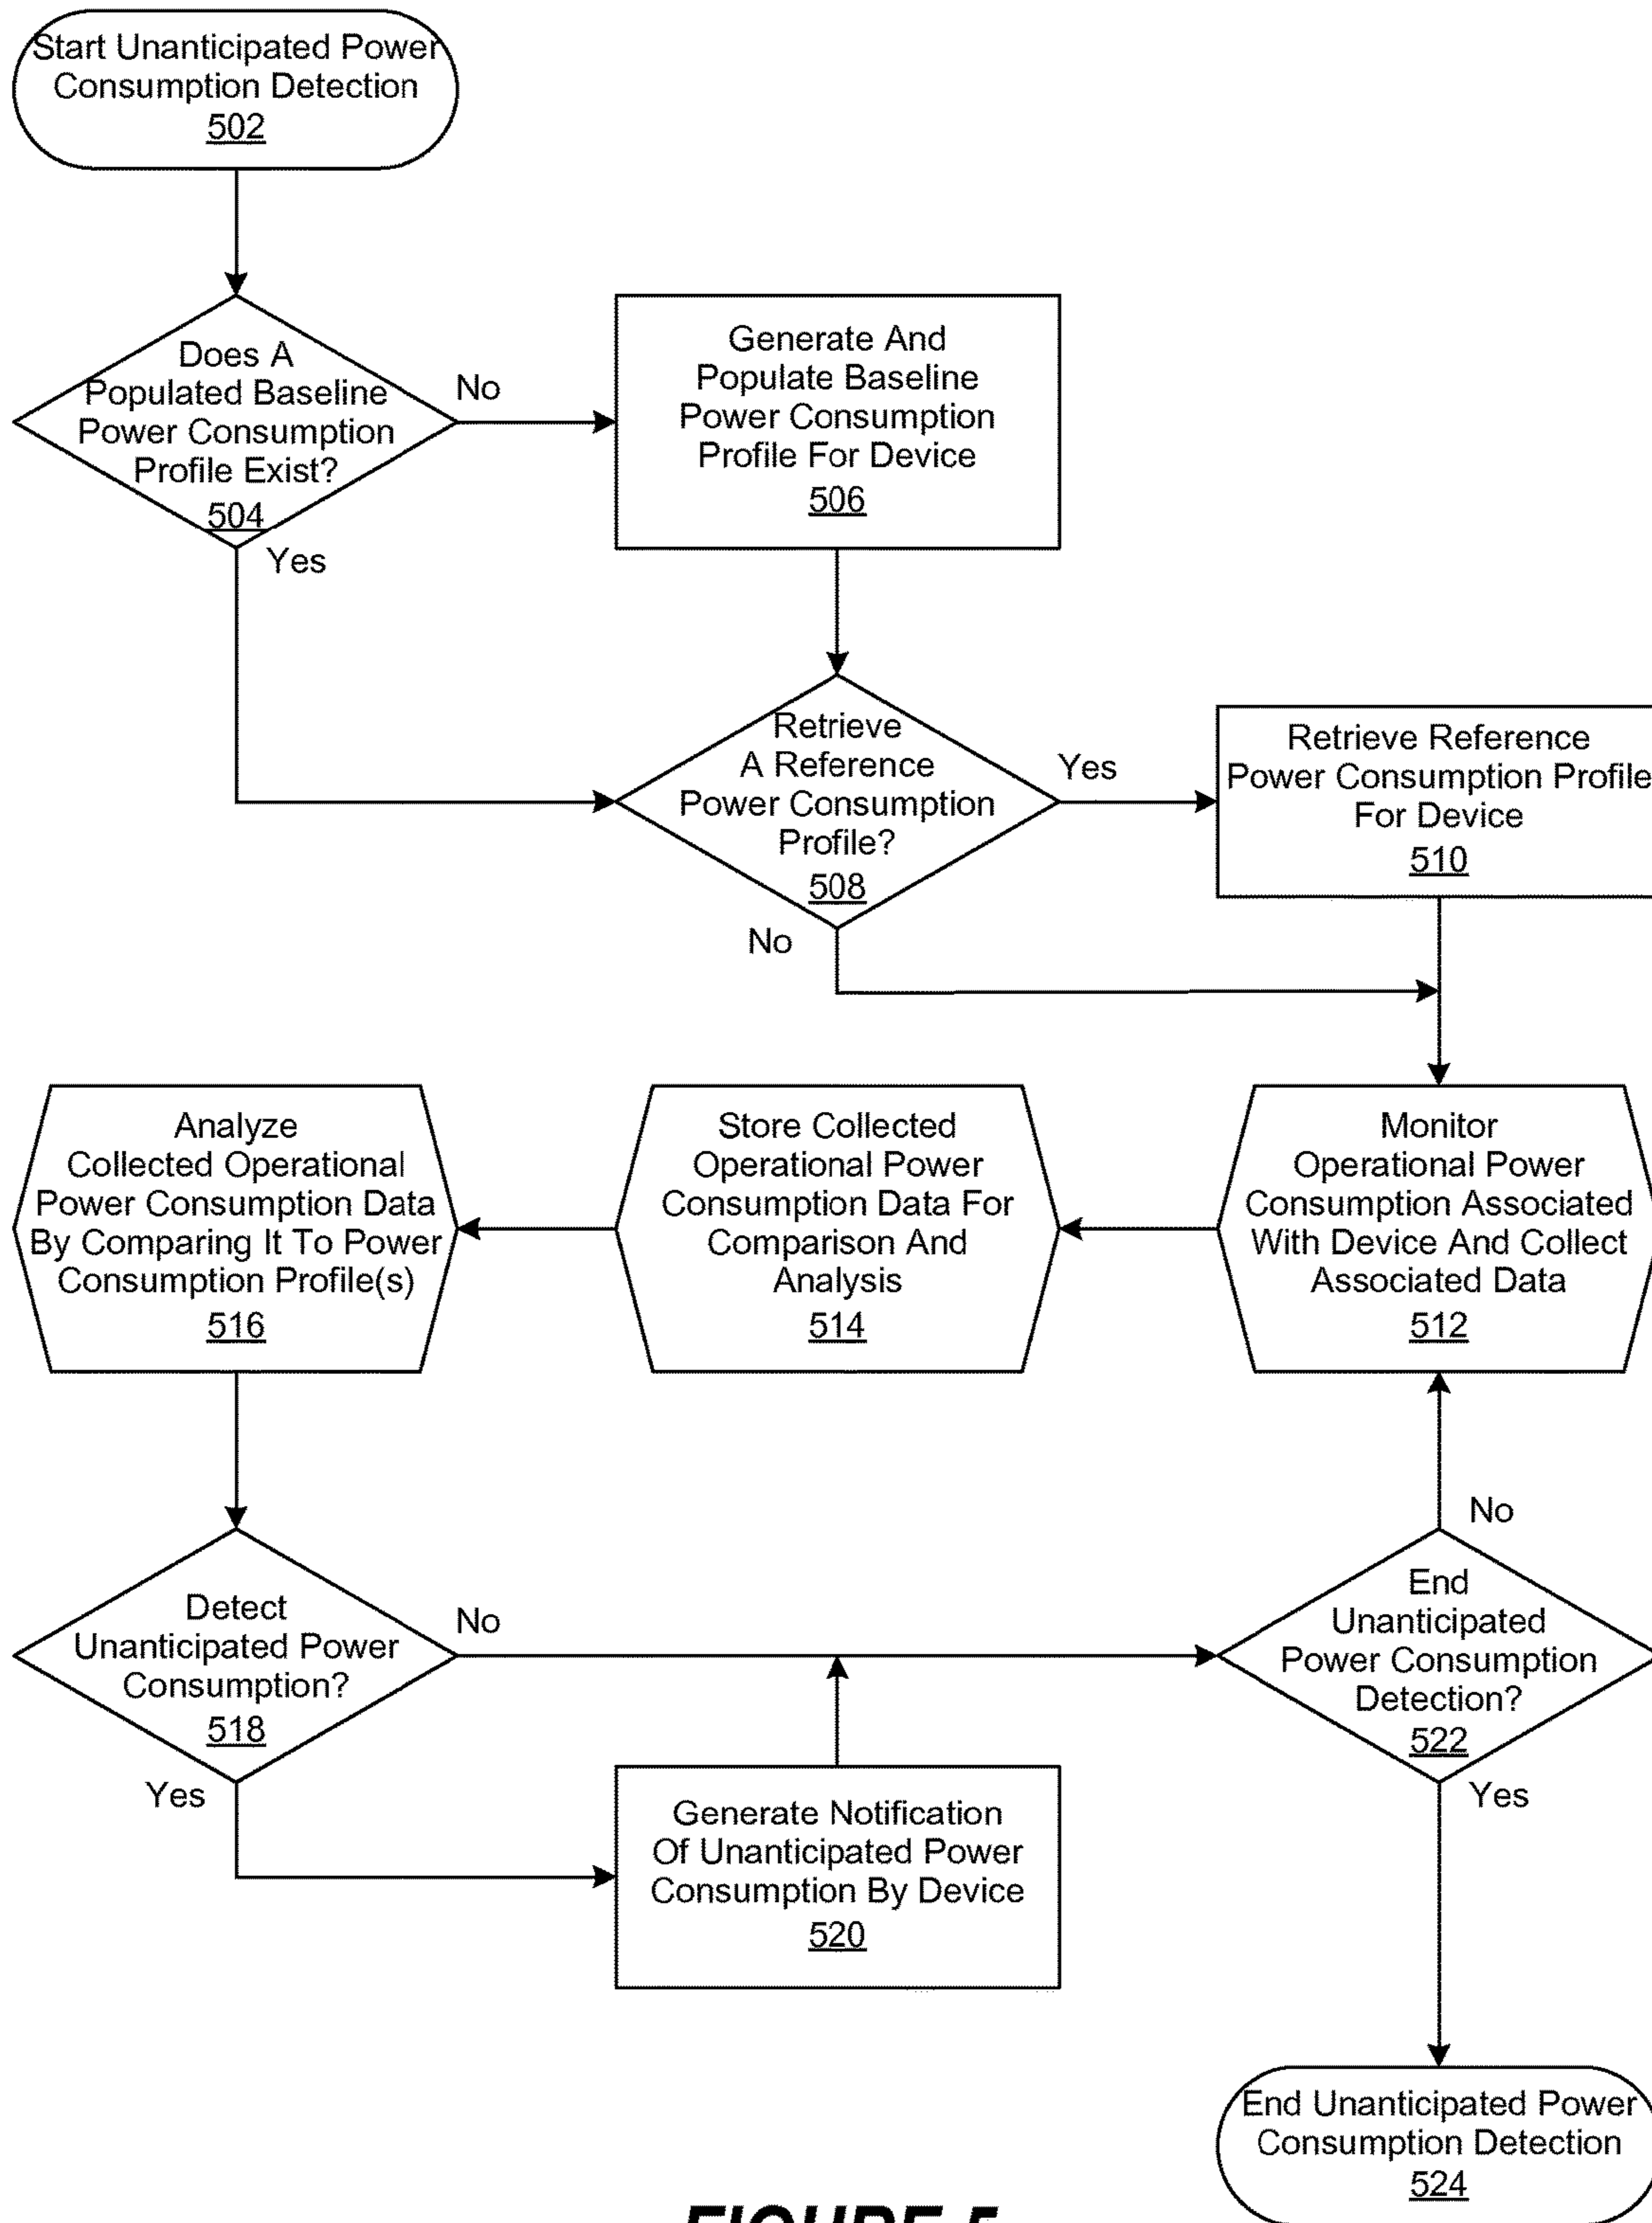 Start Unanticipated Power
Consumption Detection
502
Does A
Populated Baseline
Power Consumption
Profile Exist?
504
No
Yes
Generate And
Populate Baseline
Power Consumption
Profile For Device
506
Retrieve
A Reference
Power Consumption
Profile?
508
Yes
No
Retrieve Reference
Power Consumption Profile
For Device
510
Analyze
Collected Operational
Power Consumption Data
By Comparing It To Power
Consumption Profile(s)
516
Store Collected
Operational Power
Consumption Data For
Comparison And
Analysis
514
Monitor
Operational Power
Consumption Associated
With Device And Collect
Associated Data
512
Detect
Unanticipated Power
Consumption?
518
No
Yes
Generate Notification
Of Unanticipated Power
Consumption By Device
520
No
End
Unanticipated
Power Consumption
Detection?
522
Yes
End Unanticipated Power
Consumption Detection
524
FIGURE 5